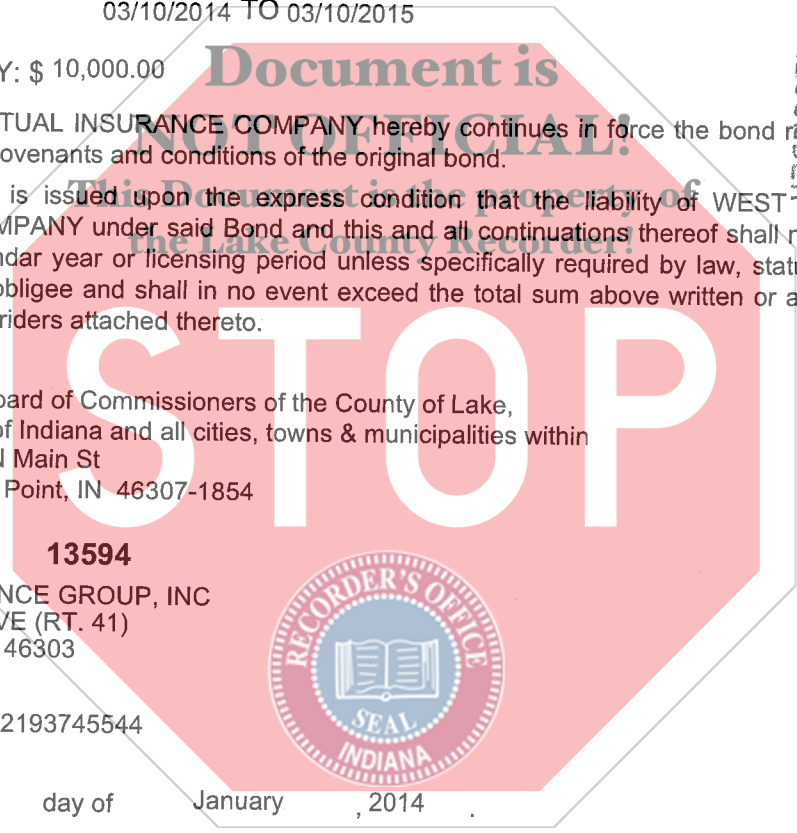 03/10/2014 TO 03/10/2015
Document is
Y: $ 10,000.00
NOT OFFICIAL!
TUAL INSURANCE COMPANY hereby continues in force the bond
ovenants and conditions of the original bond.
This Document is the property of
is issued upon the express condition that the liability of WEST
the Lake County Recorder!
MPANY under said Bond and this and all continuations thereof shall
ndar year or licensing period unless specifically required by law, statu
obligee and shall in no event exceed the total sum above written or a
riders attached thereto.
STOP
oard of Commissioners of the County of Lake,
of Indiana and all cities, towns & municipalities within
Main St
Point, IN 46307-1854
13594
NCE GROUP, INC
VE (RT. 41)
46303
RECORDER'S OFFICE
SEAL
INDIANA
2193745544
day of January , 2014 .